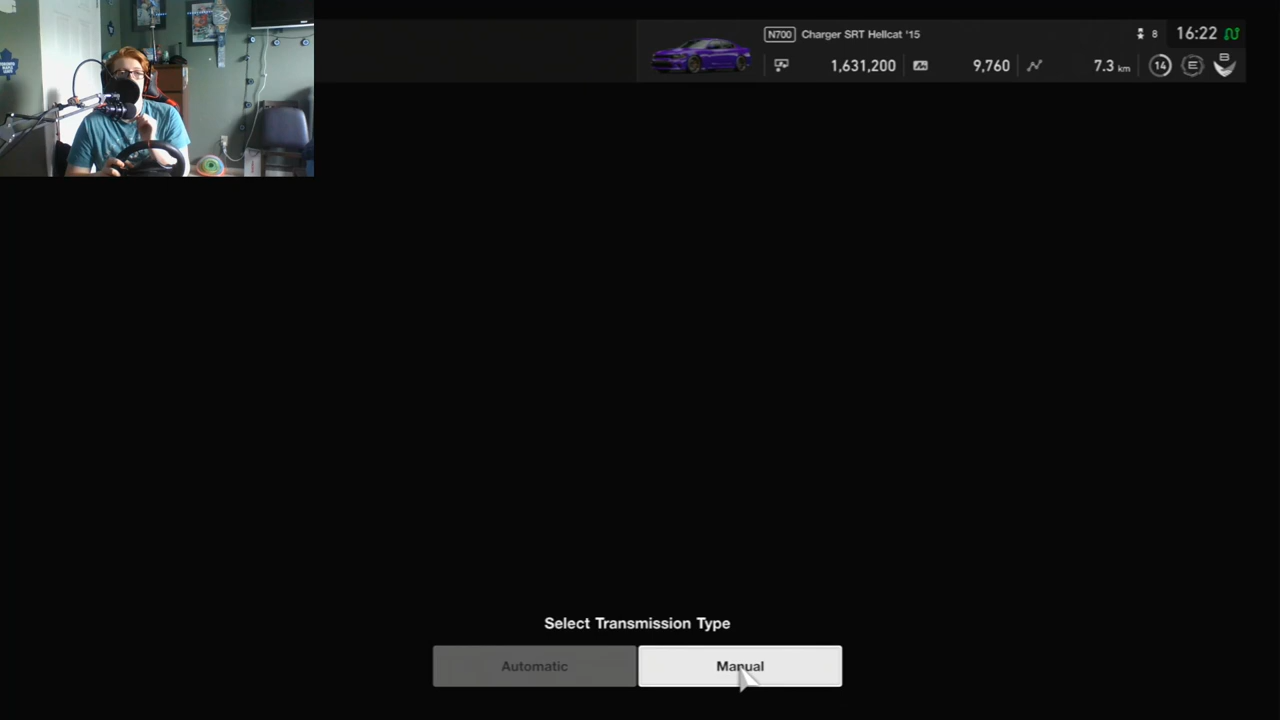 N700 Charger SRT Hellcat '15
8
16:22
1,631,200
9,760
7.3 km
14
E
B
Select Transmission Type
Automatic
Manual